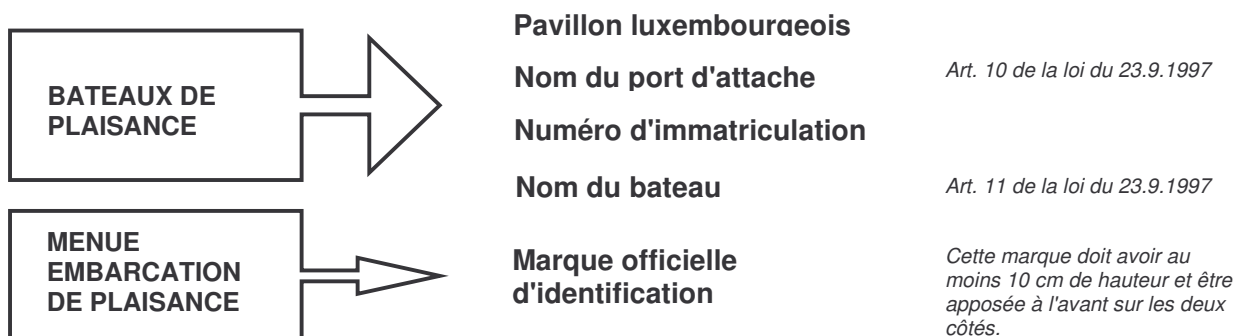 Pavillon luxembourgeois
BATEAUX DE
PLAISANCE
Nom du port d'attache
Art. 10 de la loi du 23.9.1997
Numéro d'immatriculation
Nom du bateau
Art. 11 de la loi du 23.9.1997
MENUE
EMBARCATION
DE PLAISANCE
Marque officielle
d'identification
Cette marque doit avoir au
moins 10 cm de hauteur et être
apposée à l'avant sur les deux
côtés.